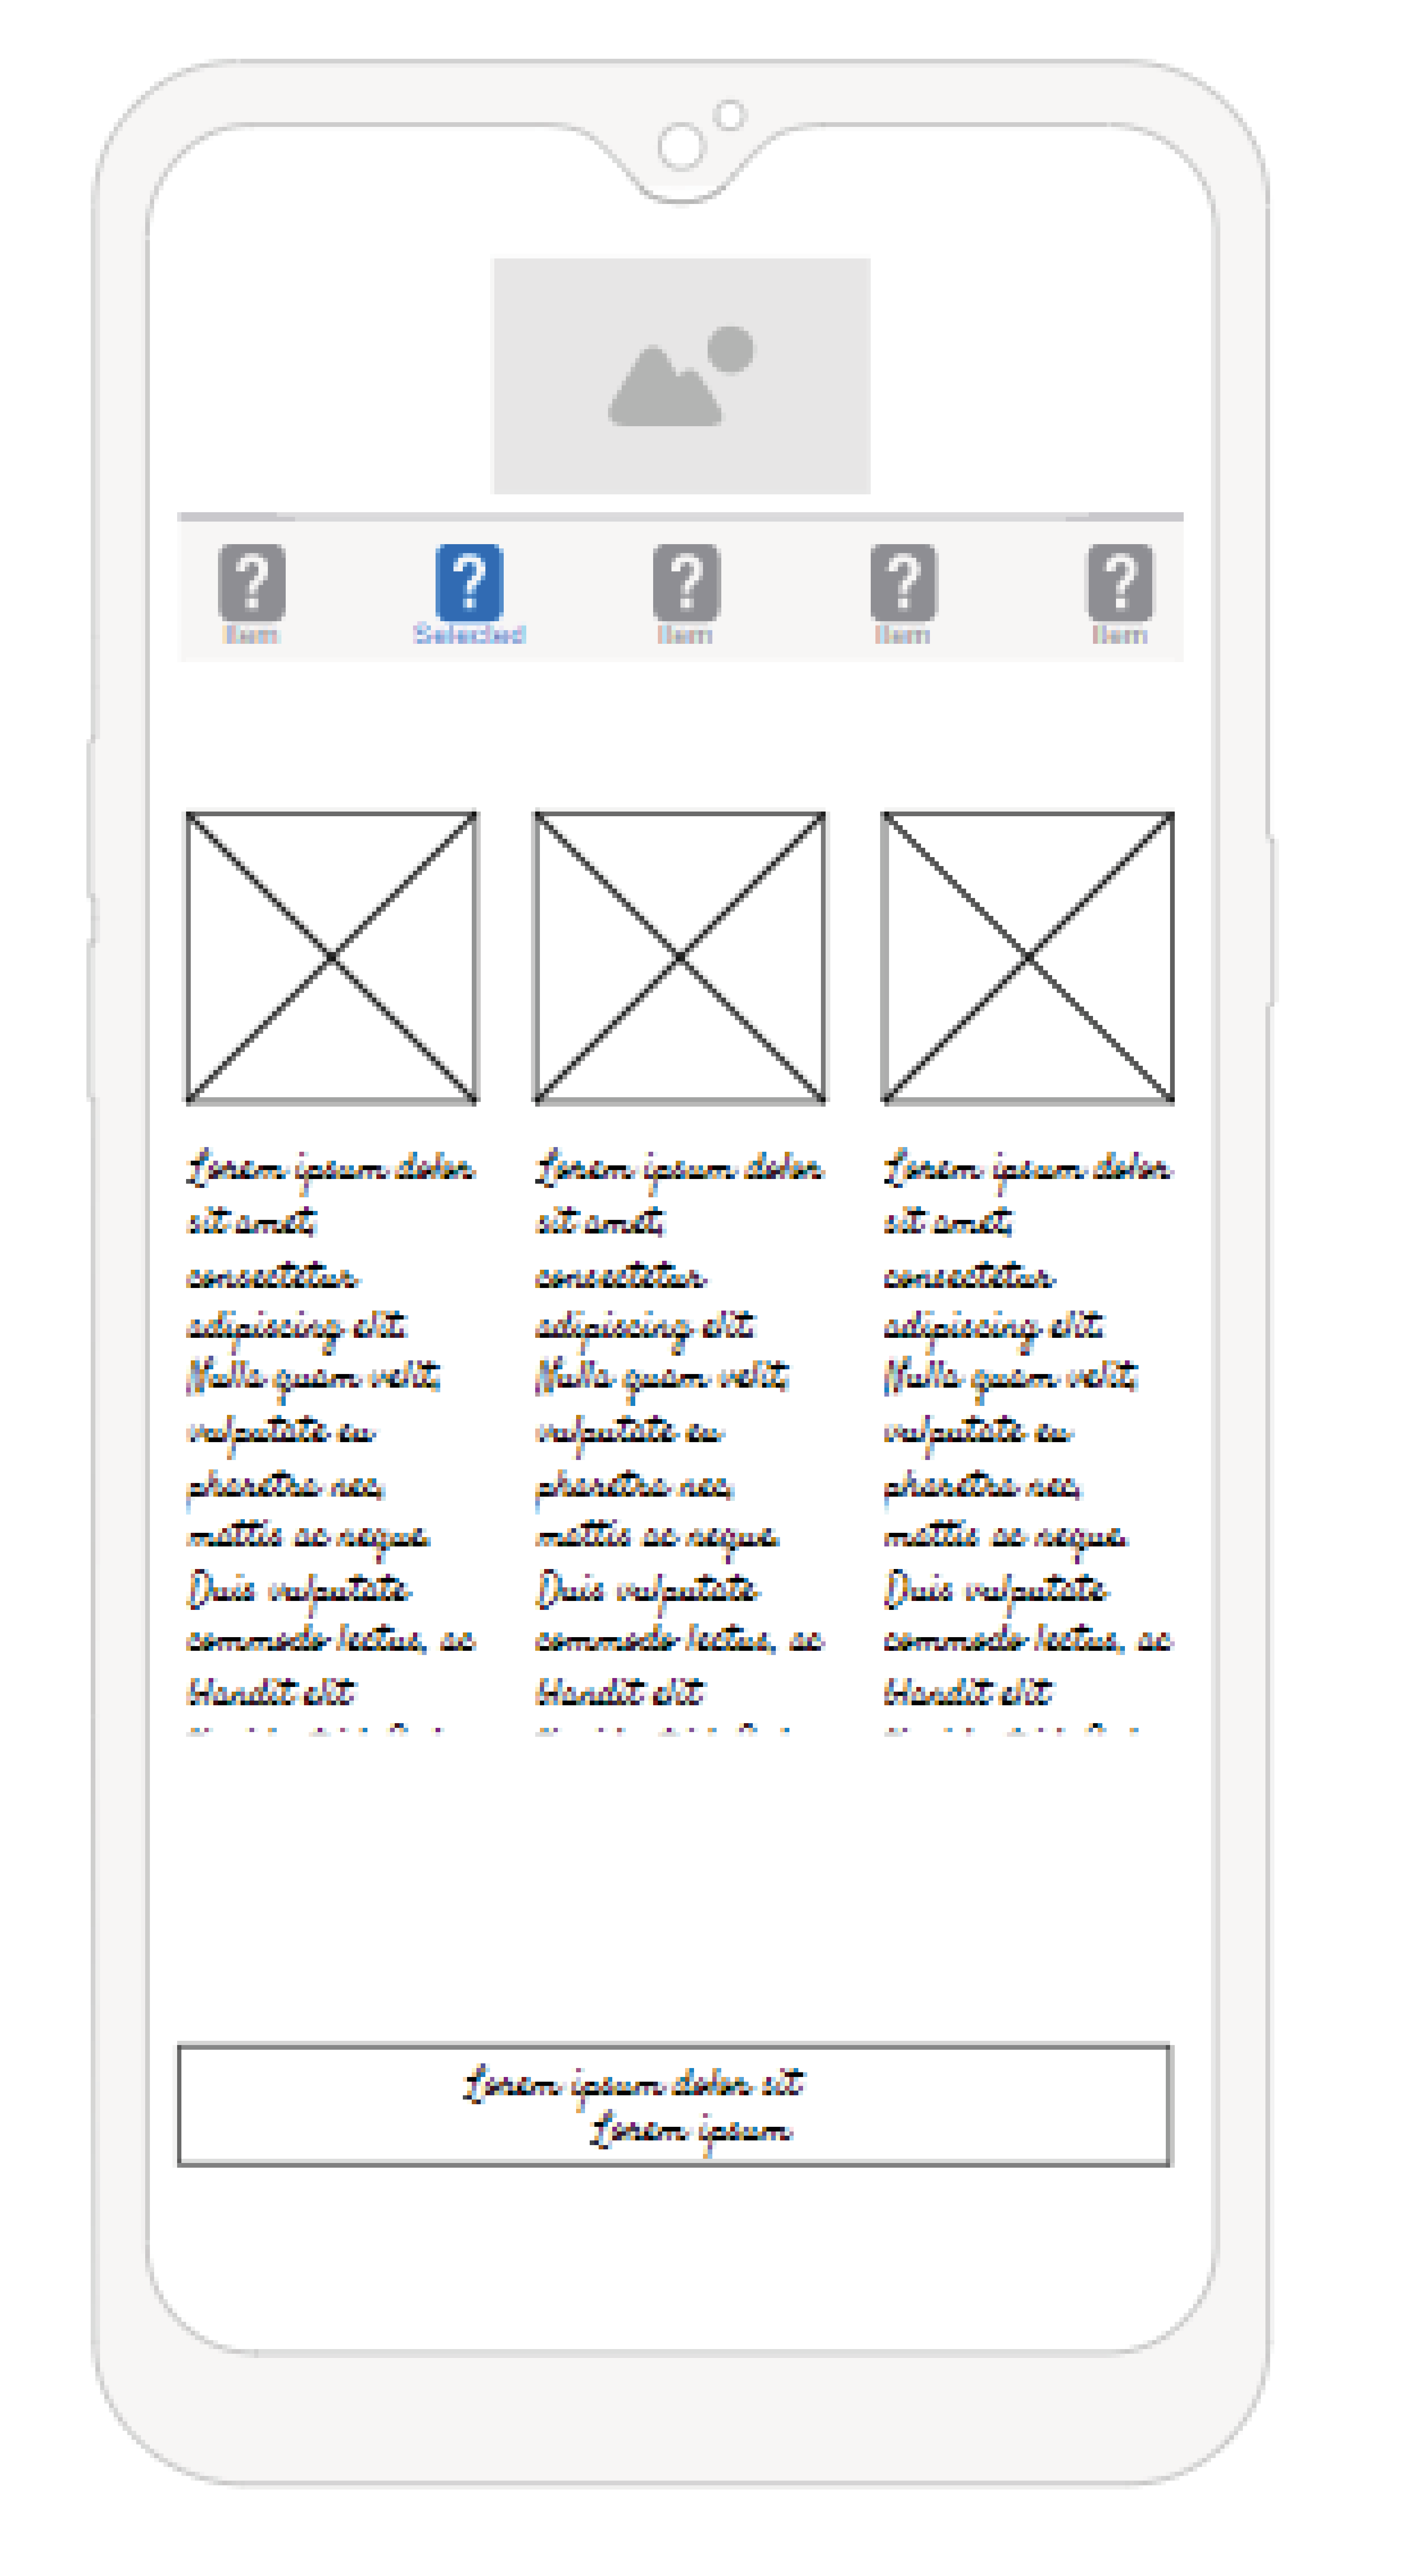 Item
Selected
Item
Item
Item
Lorem ipsum dolor
sit amet,
consectetur
adipiscing elit.
Nulla quam velit,
vulputate eu
pharetra nec,
mattis ac neque.
Duis vulputate
commodo lectus, ac
blandit elit
Lorem ipsum dolor
sit amet,
consectetur
adipiscing elit.
Nulla quam velit,
vulputate eu
pharetra nec,
mattis ac neque.
Duis vulputate
commodo lectus, ac
blandit elit
Lorem ipsum dolor
sit amet,
consectetur
adipiscing elit.
Nulla quam velit,
vulputate eu
pharetra nec,
mattis ac neque.
Duis vulputate
commodo lectus, ac
blandit elit
Lorem ipsum dolor sit
Lorem ipsum